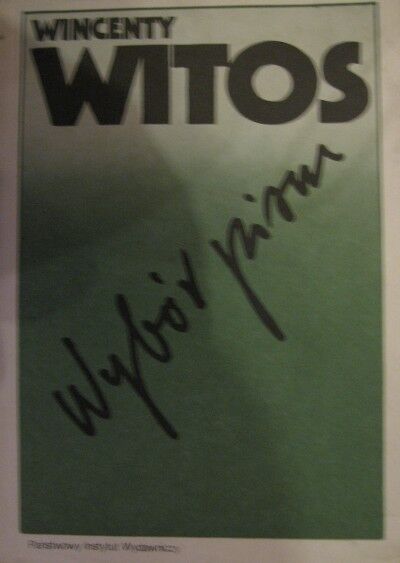 WINCENTY
WITOS
Wybór pism
Państwowy Instytut Wydawniczy